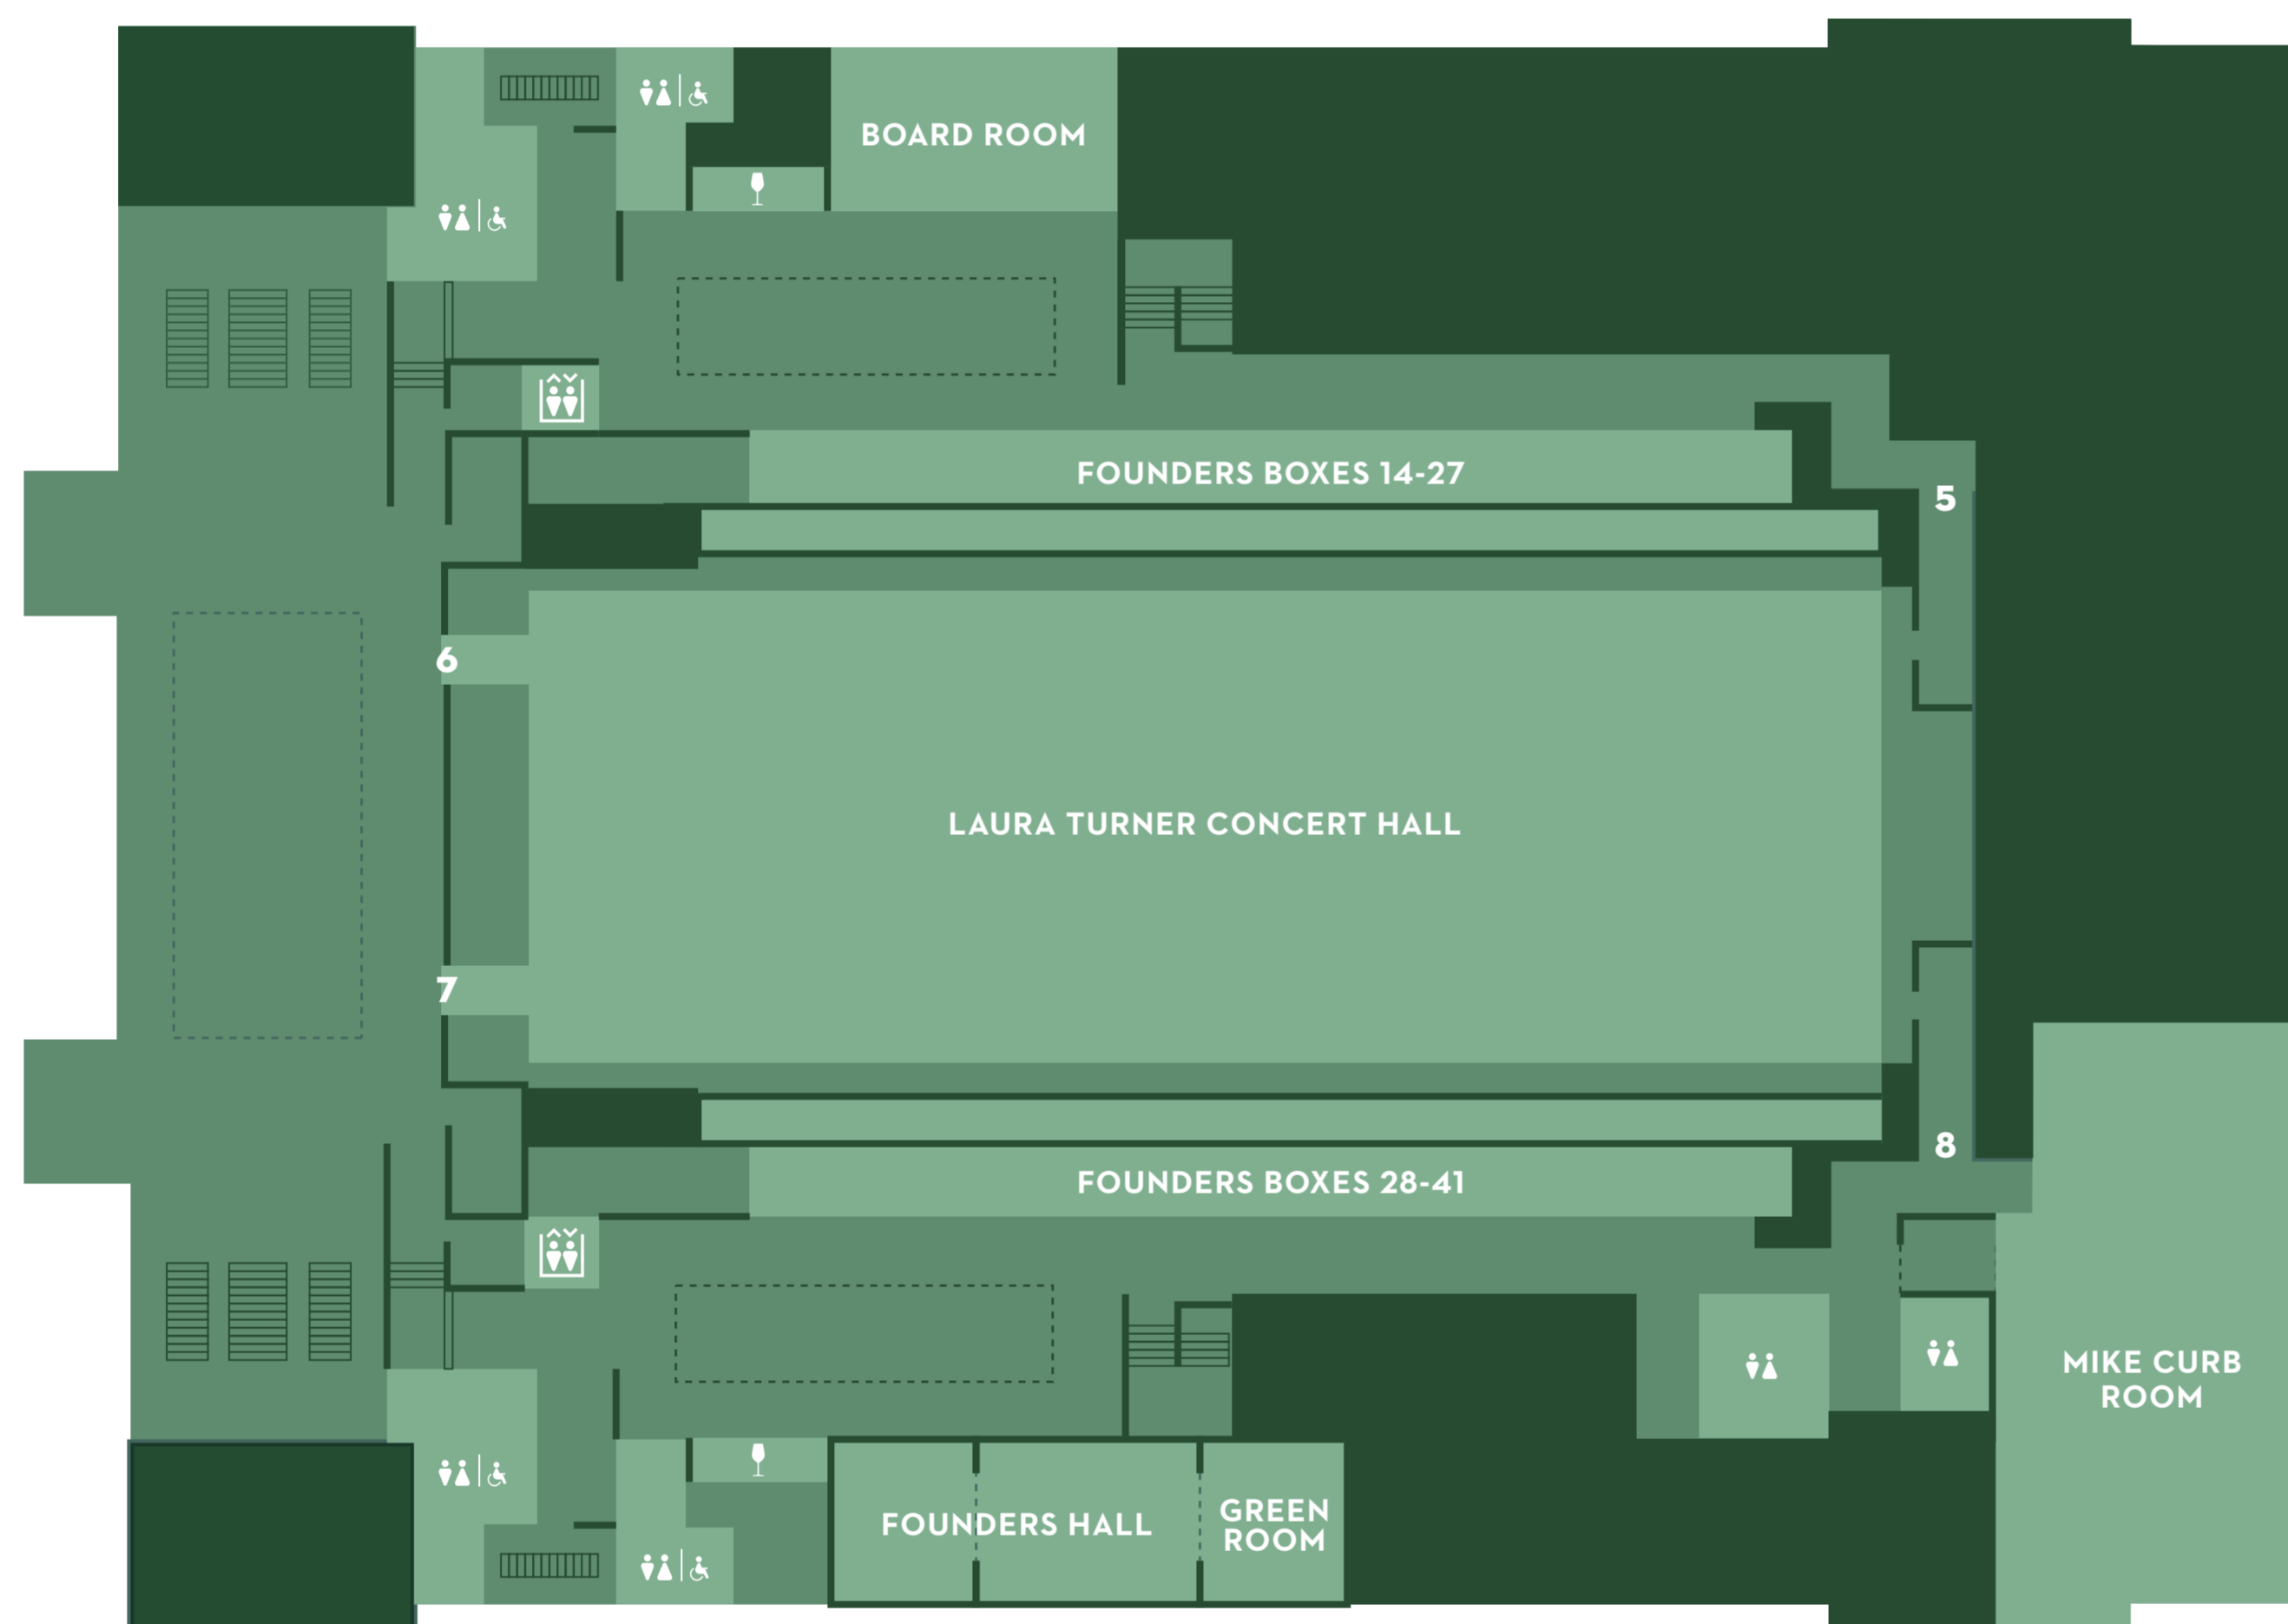 BOARD ROOM
FOUNDERS BOXES 14-27
5
6
LAURA TURNER CONCERT HALL
7
8
FOUNDERS BOXES 28-41
MIKE CURB
ROOM
FOUNDERS HALL
GREEN
ROOM